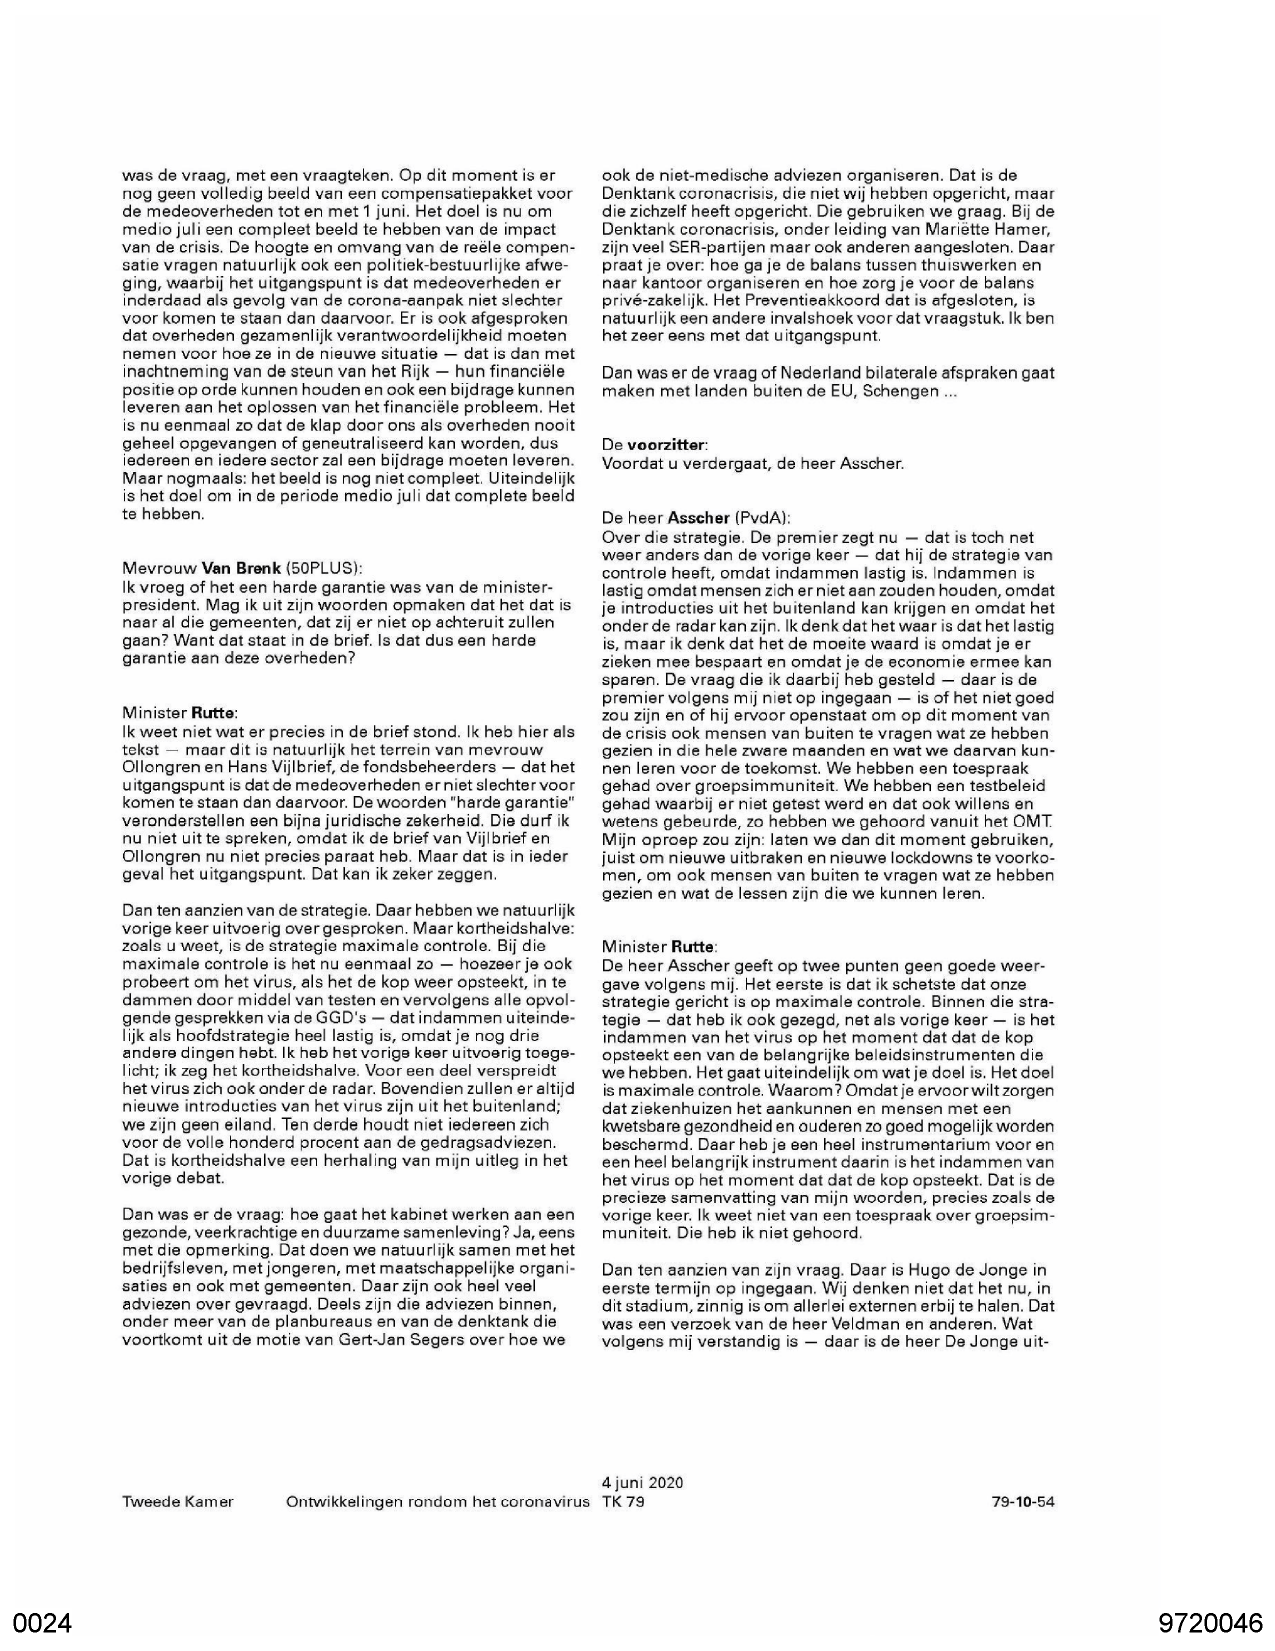 was de vraag, met een vraagteken. Op dit moment is er
nog geen volledig beeld van een compensatiepakket voor
de medeoverheden tot en met 1 juni. Het doel is nu om
medio juli een compleet beeld te hebben van de impact
van de crisis. De hoogte en omvang van de reële compen-
satie vragen natuurlijk ook een politiek-bestuurlijke afwe-
ging, waarbij het uitgangspunt is dat medeoverheden er
inderdaad als gevolg van de corona-aanpak niet slechter
voor komen te staan dan daarvoor. Er is ook afgesproken
dat overheden gezamenlijk verantwoordelijkheid moeten
nemen voor hoe ze in de nieuwe situatie — dat is dan met
inachtneming van de steun van het Rijk — hun financiële
positie op orde kunnen houden en ook een bijdrage kunnen
leveren aan het oplossen van het financiële probleem. Het
is nu eenmaal zo dat de klap door ons als overheden nooit
geheel opgevangen of geneutraliseerd kan worden, dus
iedereen en iedere sector zal een bijdrage moeten leveren.
Maar nogmaals: het beeld is nog niet compleet. Uiteindelijk
is het doel om in de periode medio juli dat complete beeld
te hebben.
Mevrouw Van Brenk (50PLUS):
Ik vroeg of het een harde garantie was van de minister-
president. Mag ik uit zijn woorden opmaken dat het dat is
naar al die gemeenten, dat zij er niet op achteruit zullen
gaan? Want dat staat in de brief. Is dat dus een harde
garantie aan deze overheden?
Minister Rutte:
Ik weet niet wat er precies in de brief stond. Ik heb hier als
tekst — maar dit is natuurlijk het terrein van mevrouw
Ollongren en Hans Vijlbrief, de fondsbeheerders — dat het
uitgangspunt is dat de medeoverheden er niet slechter voor
komen te staan dan daarvoor. De woorden "harde garantie"
veronderstellen een bijna juridische zekerheid. Die durf ik
nu niet uit te spreken, omdat ik de brief van Vijlbrief en
Ollongren nu niet precies paraat heb. Maar dat is in ieder
geval het uitgangspunt. Dat kan ik zeker zeggen.
Dan ten aanzien van de strategie. Daar hebben we natuurlijk
vorige keer uitvoerig over gesproken. Maar kortheidshalve:
zoals u weet, is de strategie maximale controle. Bij die
maximale controle is het nu eenmaal zo — hoezeer je ook
probeert om het virus, als het de kop weer opsteekt, in te
dammen door middel van testen en vervolgens alle opvol-
gende gesprekken via de GGD's — dat indammen uiteinde-
lijk als hoofdstrategie heel lastig is, omdat je nog drie
andere dingen hebt. Ik heb het vorige keer uitvoerig toege-
licht; ik zeg het kortheidshalve. Voor een deel verspreidt
het virus zich ook onder de radar. Bovendien zullen er altijd
nieuwe introducties van het virus zijn uit het buitenland;
we zijn geen eiland. Ten derde houdt niet iedereen zich
voor de volle honderd procent aan de gedragsadviezen.
Dat is kortheidshalve een herhaling van mijn uitleg in het
vorige debat.
Dan was er de vraag: hoe gaat het kabinet werken aan een
gezonde, veerkrachtige en duurzame samenleving? Ja, eens
met die opmerking. Dat doen we natuurlijk samen met het
bedrijfsleven, met jongeren, met maatschappelijke organi-
saties en ook met gemeenten. Daar zijn ook heel veel
adviezen over gevraagd. Deels zijn die adviezen binnen,
onder meer van de planbureaus en van de denktank die
voortkomt uit de motie van Gert-Jan Segers over hoe we
ook de niet-medische adviezen organiseren. Dat is de
Denktank coronacrisis, die niet wij hebben opgericht, maar
die zichzelf heeft opgericht. Die gebruiken we graag. Bij de
Denktank coronacrisis, onder leiding van Mariëtte Hamer,
zijn veel SER-partijen maar ook anderen aangesloten. Daar
praat je over: hoe ga je de balans tussen thuiswerken en
naar kantoor organiseren en hoe zorg je voor de balans
privé-zakelijk. Het Preventieakkoord dat is afgesloten, is
natuurlijk een andere invalshoek voor dat vraagstuk. Ik ben
het zeer eens met dat uitgangspunt.
Dan was er de vraag of Nederland bilaterale afspraken gaat
maken met landen buiten de EU, Schengen ...
De voorzitter:
Voordat u verdergaat, de heer Asscher.
De heer Asscher (PvdA):
Over die strategie. De premier zegt nu — dat is toch net
weer anders dan de vorige keer — dat hij de strategie van
controle heeft, omdat indammen lastig is. Indammen is
lastig omdat mensen zich er niet aan zouden houden, omdat
je introducties uit het buitenland kan krijgen en omdat het
onder de radar kan zijn. Ik denk dat het waar is dat het lastig
is, maar ik denk dat het de moeite waard is omdat je er
zieken mee bespaart en omdat je de economie ermee kan
sparen. De vraag die ik daarbij heb gesteld — daar is de
premier volgens mij niet op ingegaan — is of het niet goed
zou zijn en of hij ervoor openstaat om op dit moment van
de crisis ook mensen van buiten te vragen wat ze hebben
gezien in die hele zware maanden en wat we daarvan kun-
nen leren voor de toekomst. We hebben een toespraak
gehad over groepsimmuniteit. We hebben een testbeleid
gehad waarbij er niet getest werd en dat ook willens en
wetens gebeurde, zo hebben we gehoord vanuit het OMT.
Mijn oproep zou zijn: laten we dan dit moment gebruiken,
juist om nieuwe uitbraken en nieuwe lockdowns te voorko-
men, om ook mensen van buiten te vragen wat ze hebben
gezien en wat de lessen zijn die we kunnen leren.
Minister Rutte:
De heer Asscher geeft op twee punten geen goede weer-
gave volgens mij. Het eerste is dat ik schetste dat onze
strategie gericht is op maximale controle. Binnen die stra-
tegie — dat heb ik ook gezegd, net als vorige keer — is het
indammen van het virus op het moment dat dat de kop
opsteekt een van de belangrijke beleidsinstrumenten die
we hebben. Het gaat uiteindelijk om wat je doel is. Het doel
is maximale controle. Waarom? Omdat je ervoor wilt zorgen
dat ziekenhuizen het aankunnen en mensen met een
kwetsbare gezondheid en ouderen zo goed mogelijk worden
beschermd. Daar heb je een heel instrumentarium voor en
een heel belangrijk instrument daarin is het indammen van
het virus op het moment dat dat de kop opsteekt. Dat is de
precieze samenvatting van mijn woorden, precies zoals de
vorige keer. Ik weet niet van een toespraak over groepsim-
muniteit. Die heb ik niet gehoord.
Dan ten aanzien van zijn vraag. Daar is Hugo de Jonge in
eerste termijn op ingegaan. Wij denken niet dat het nu, in
dit stadium, zinnig is om allerlei externen erbij te halen. Dat
was een verzoek van de heer Veldman en anderen. Wat
volgens mij verstandig is — daar is de heer De Jonge uit-
4 juni 2020
Tweede Kamer Ontwikkelingen rondom het coronavirus TK 79 79-10-54
0024 9720046